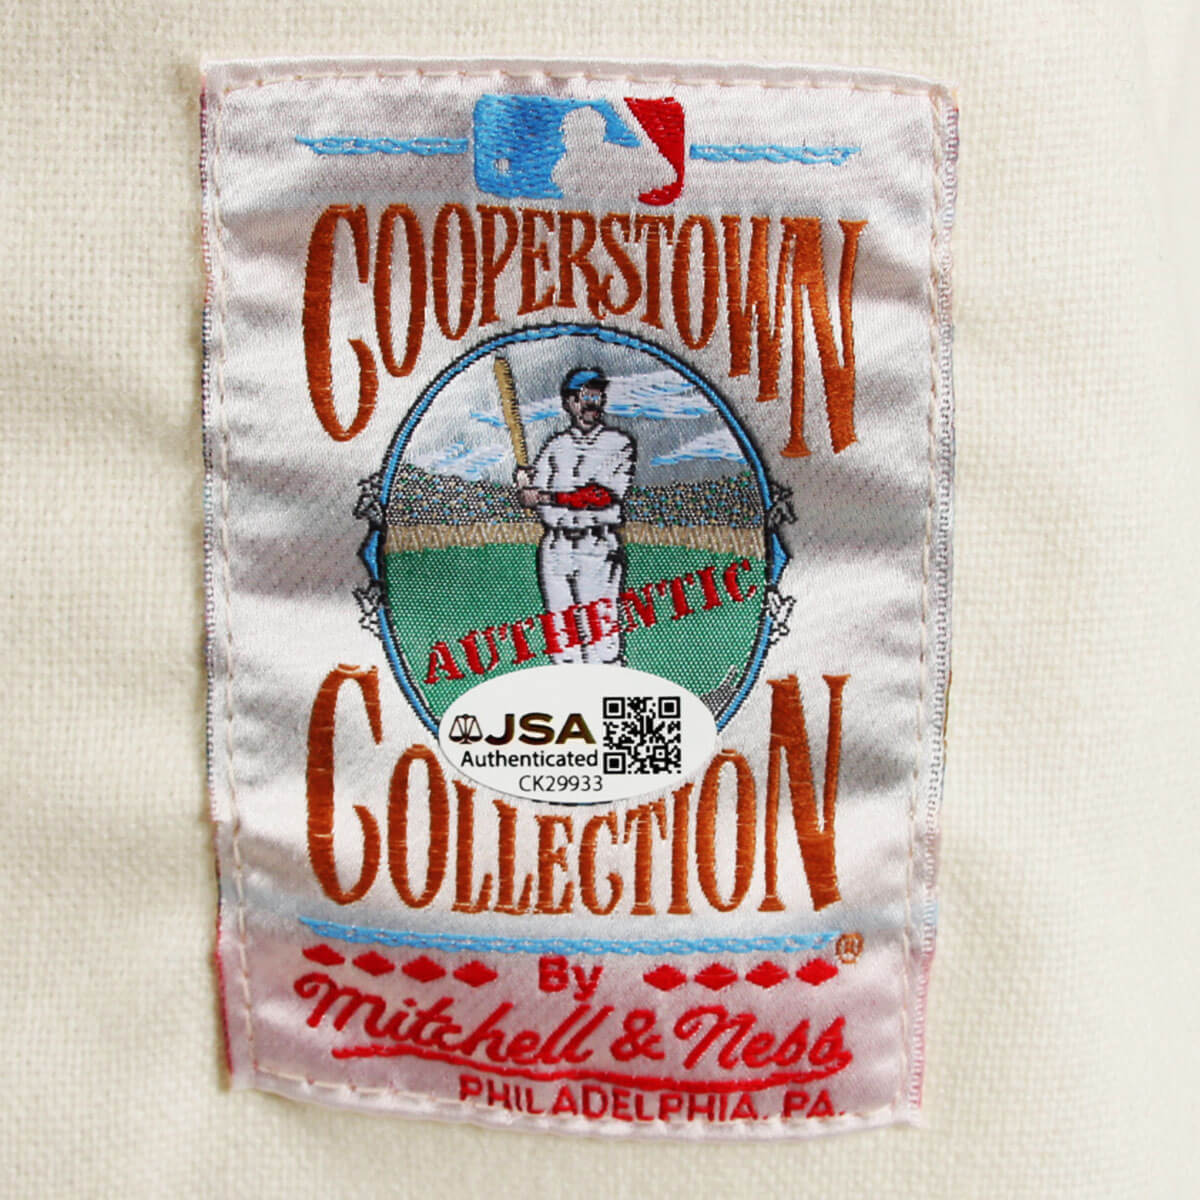 COOPERSTOWN
AUTHENTIC
JSA
Authenticated
CK29933
COLLECTION
®
By
Mitchell & Ness
PHILADELPHIA, PA.